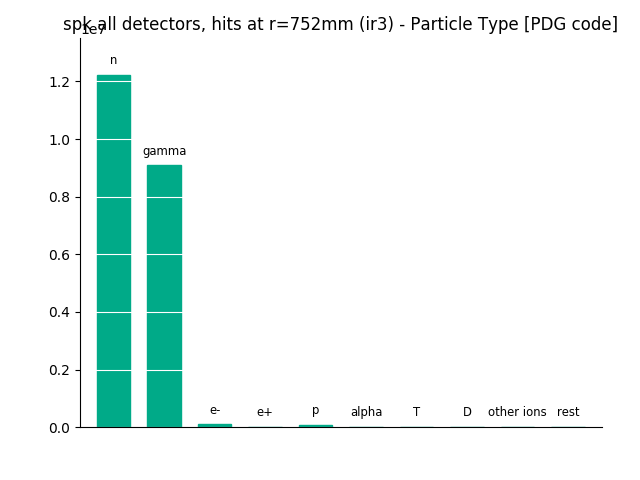 spk all detectors, hits at r=752mm (ir3) - Particle Type [PDG code]
1e7
n
gamma
e-
e+
p
alpha
T
D
other ions
rest
1.2
1.0
0.8
0.6
0.4
0.2
0.0